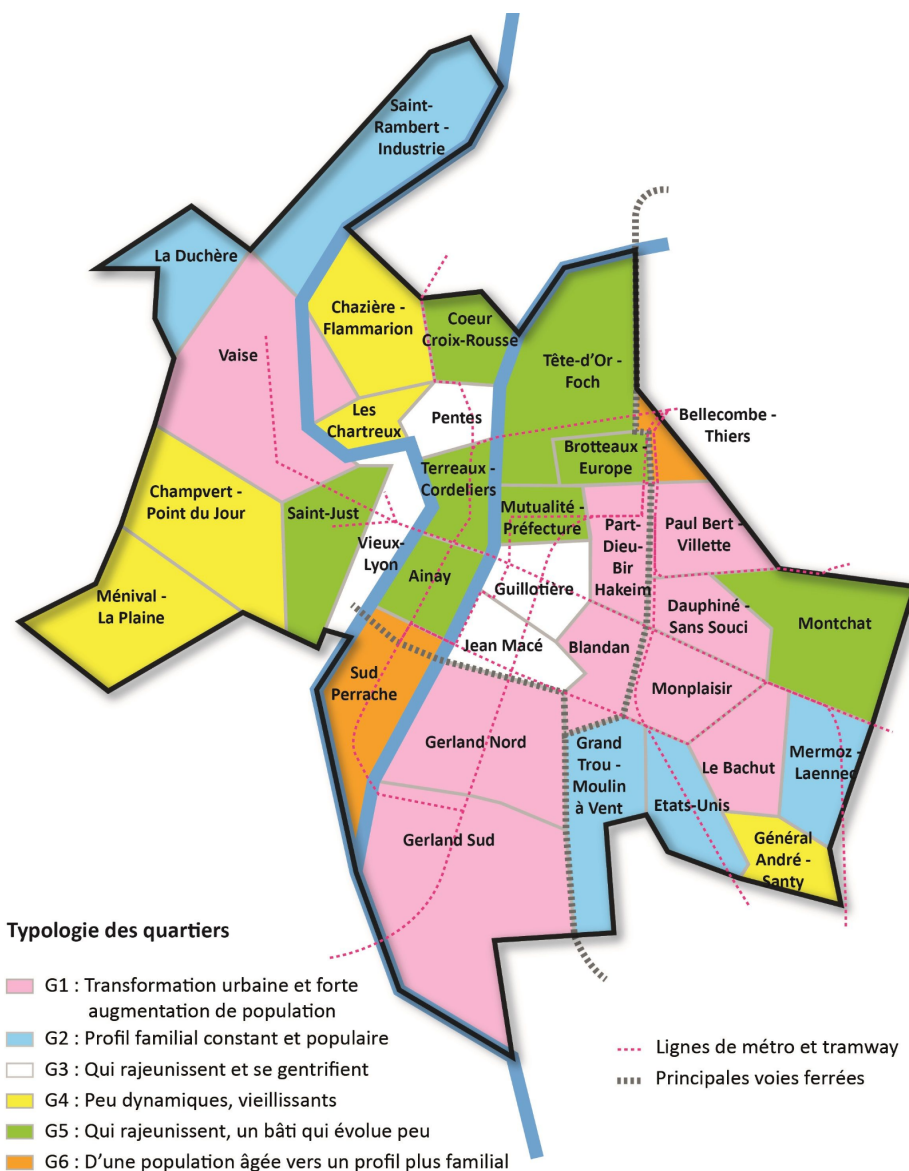 Saint-
Rambert -
Industrie
La Duchère
Chazière -
Flammarion
Coeur
Croix-Rousse
Vaise
Tête-d'Or -
Foch
Les
Chartreux
Pentes
Bellecombe -
Thiers
Brotteaux -
Europe
Terreaux -
Cordeliers
Champvert -
Point du Jour
Saint-Just
Mutualité -
Préfecture
Part-
Dieu-
Bir
Hakeim
Paul Bert -
Villette
Vieux-
Lyon
Ainay
Guillotière
Ménival -
La Plaine
Dauphiné -
Sans Souci
Montchat
Jean Macé
Blandan
Sud
Perrache
Monplaisir
Gerland Nord
Grand
Trou -
Moulin
à Vent
Le Bachut
Mermoz -
Laennec
Etats-Unis
Gerland Sud
Général
André -
Santy
Typologie des quartiers
G1 : Transformation urbaine et forte
augmentation de population
G2 : Profil familial constant et populaire
G3 : Qui rajeunissent et se gentrifient
G4 : Peu dynamiques, vieillissants
G5 : Qui rajeunissent, un bâti qui évolue peu
G6 : D'une population âgée vers un profil plus familial
Lignes de métro et tramway
Principales voies ferrées